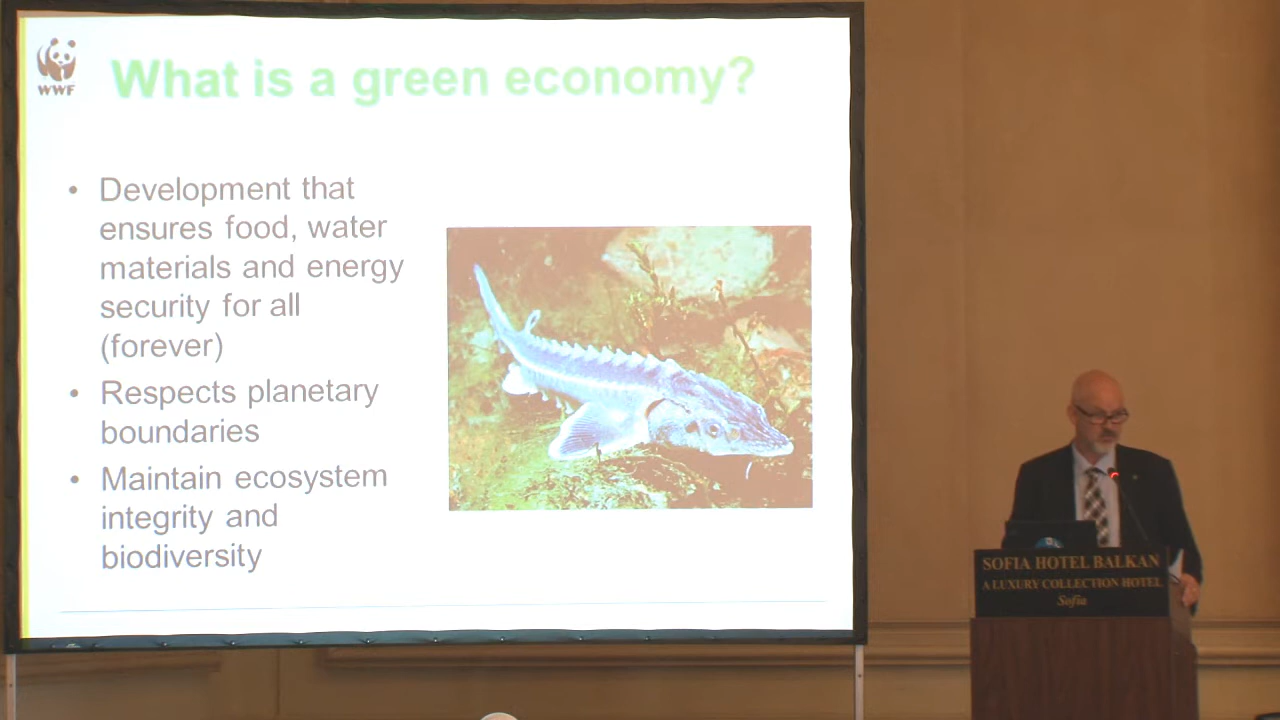 WWF
What is a green economy?
• Development that
ensures food, water
materials and energy
security for all
(forever)
• Respects planetary
boundaries
• Maintain ecosystem
integrity and
biodiversity
SOFIA HOTEL BALKAN
A LUXURY COLLECTION HOTEL
Sofia